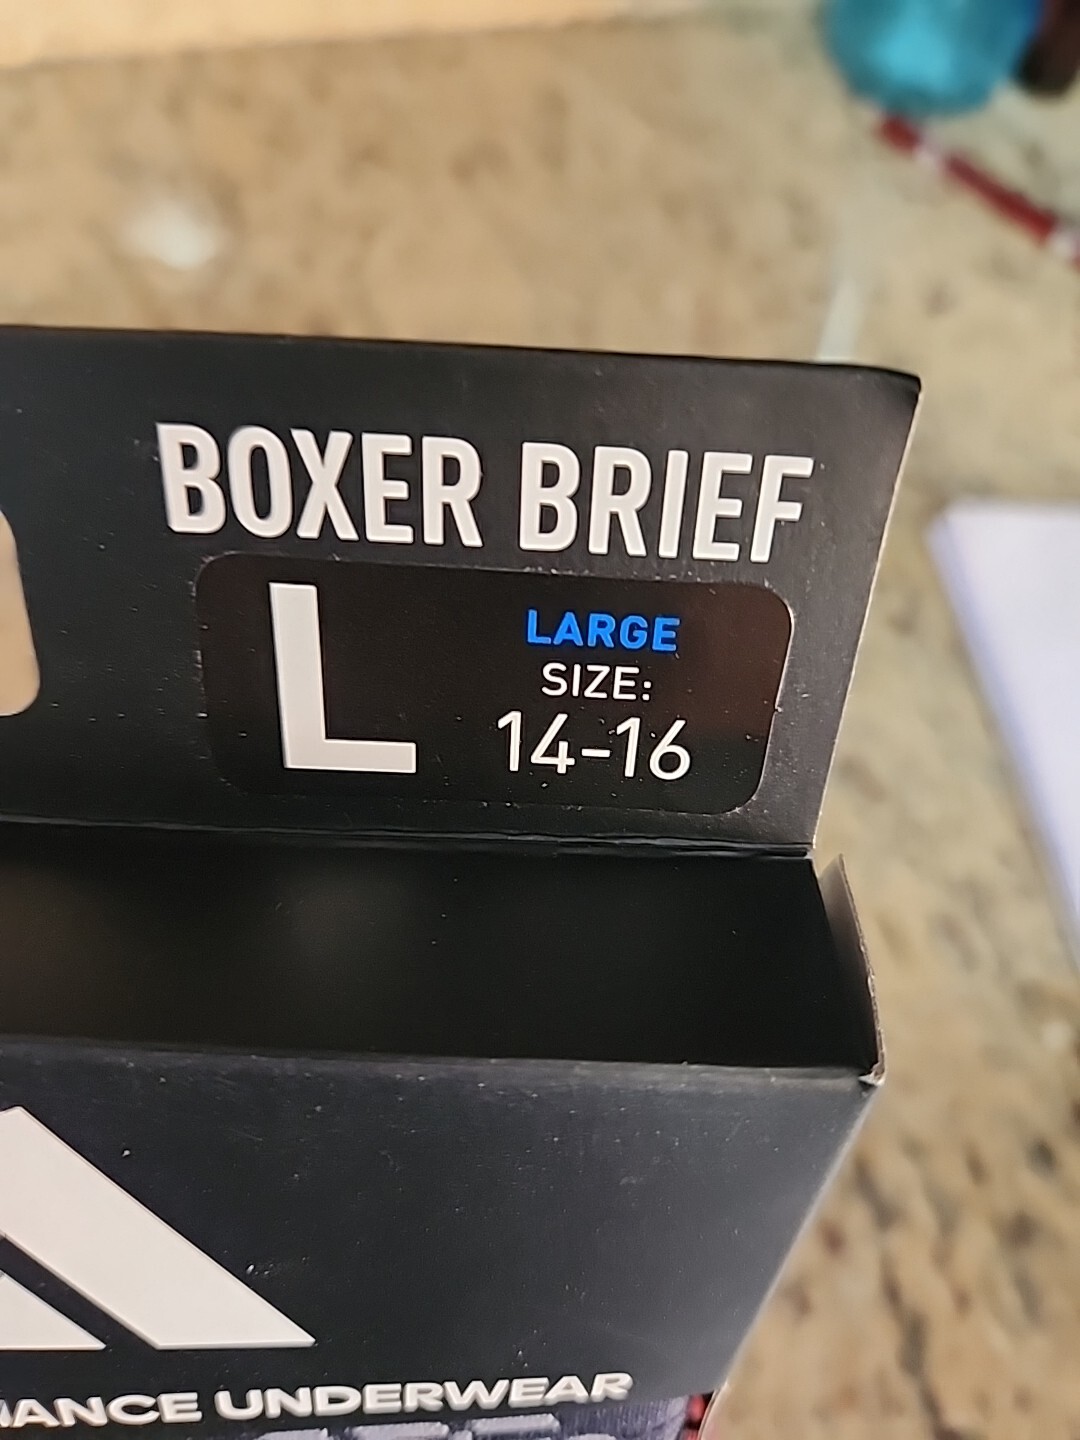 BOXER BRIEF
L
LARGE
SIZE:
14-16
UNDERWEAR